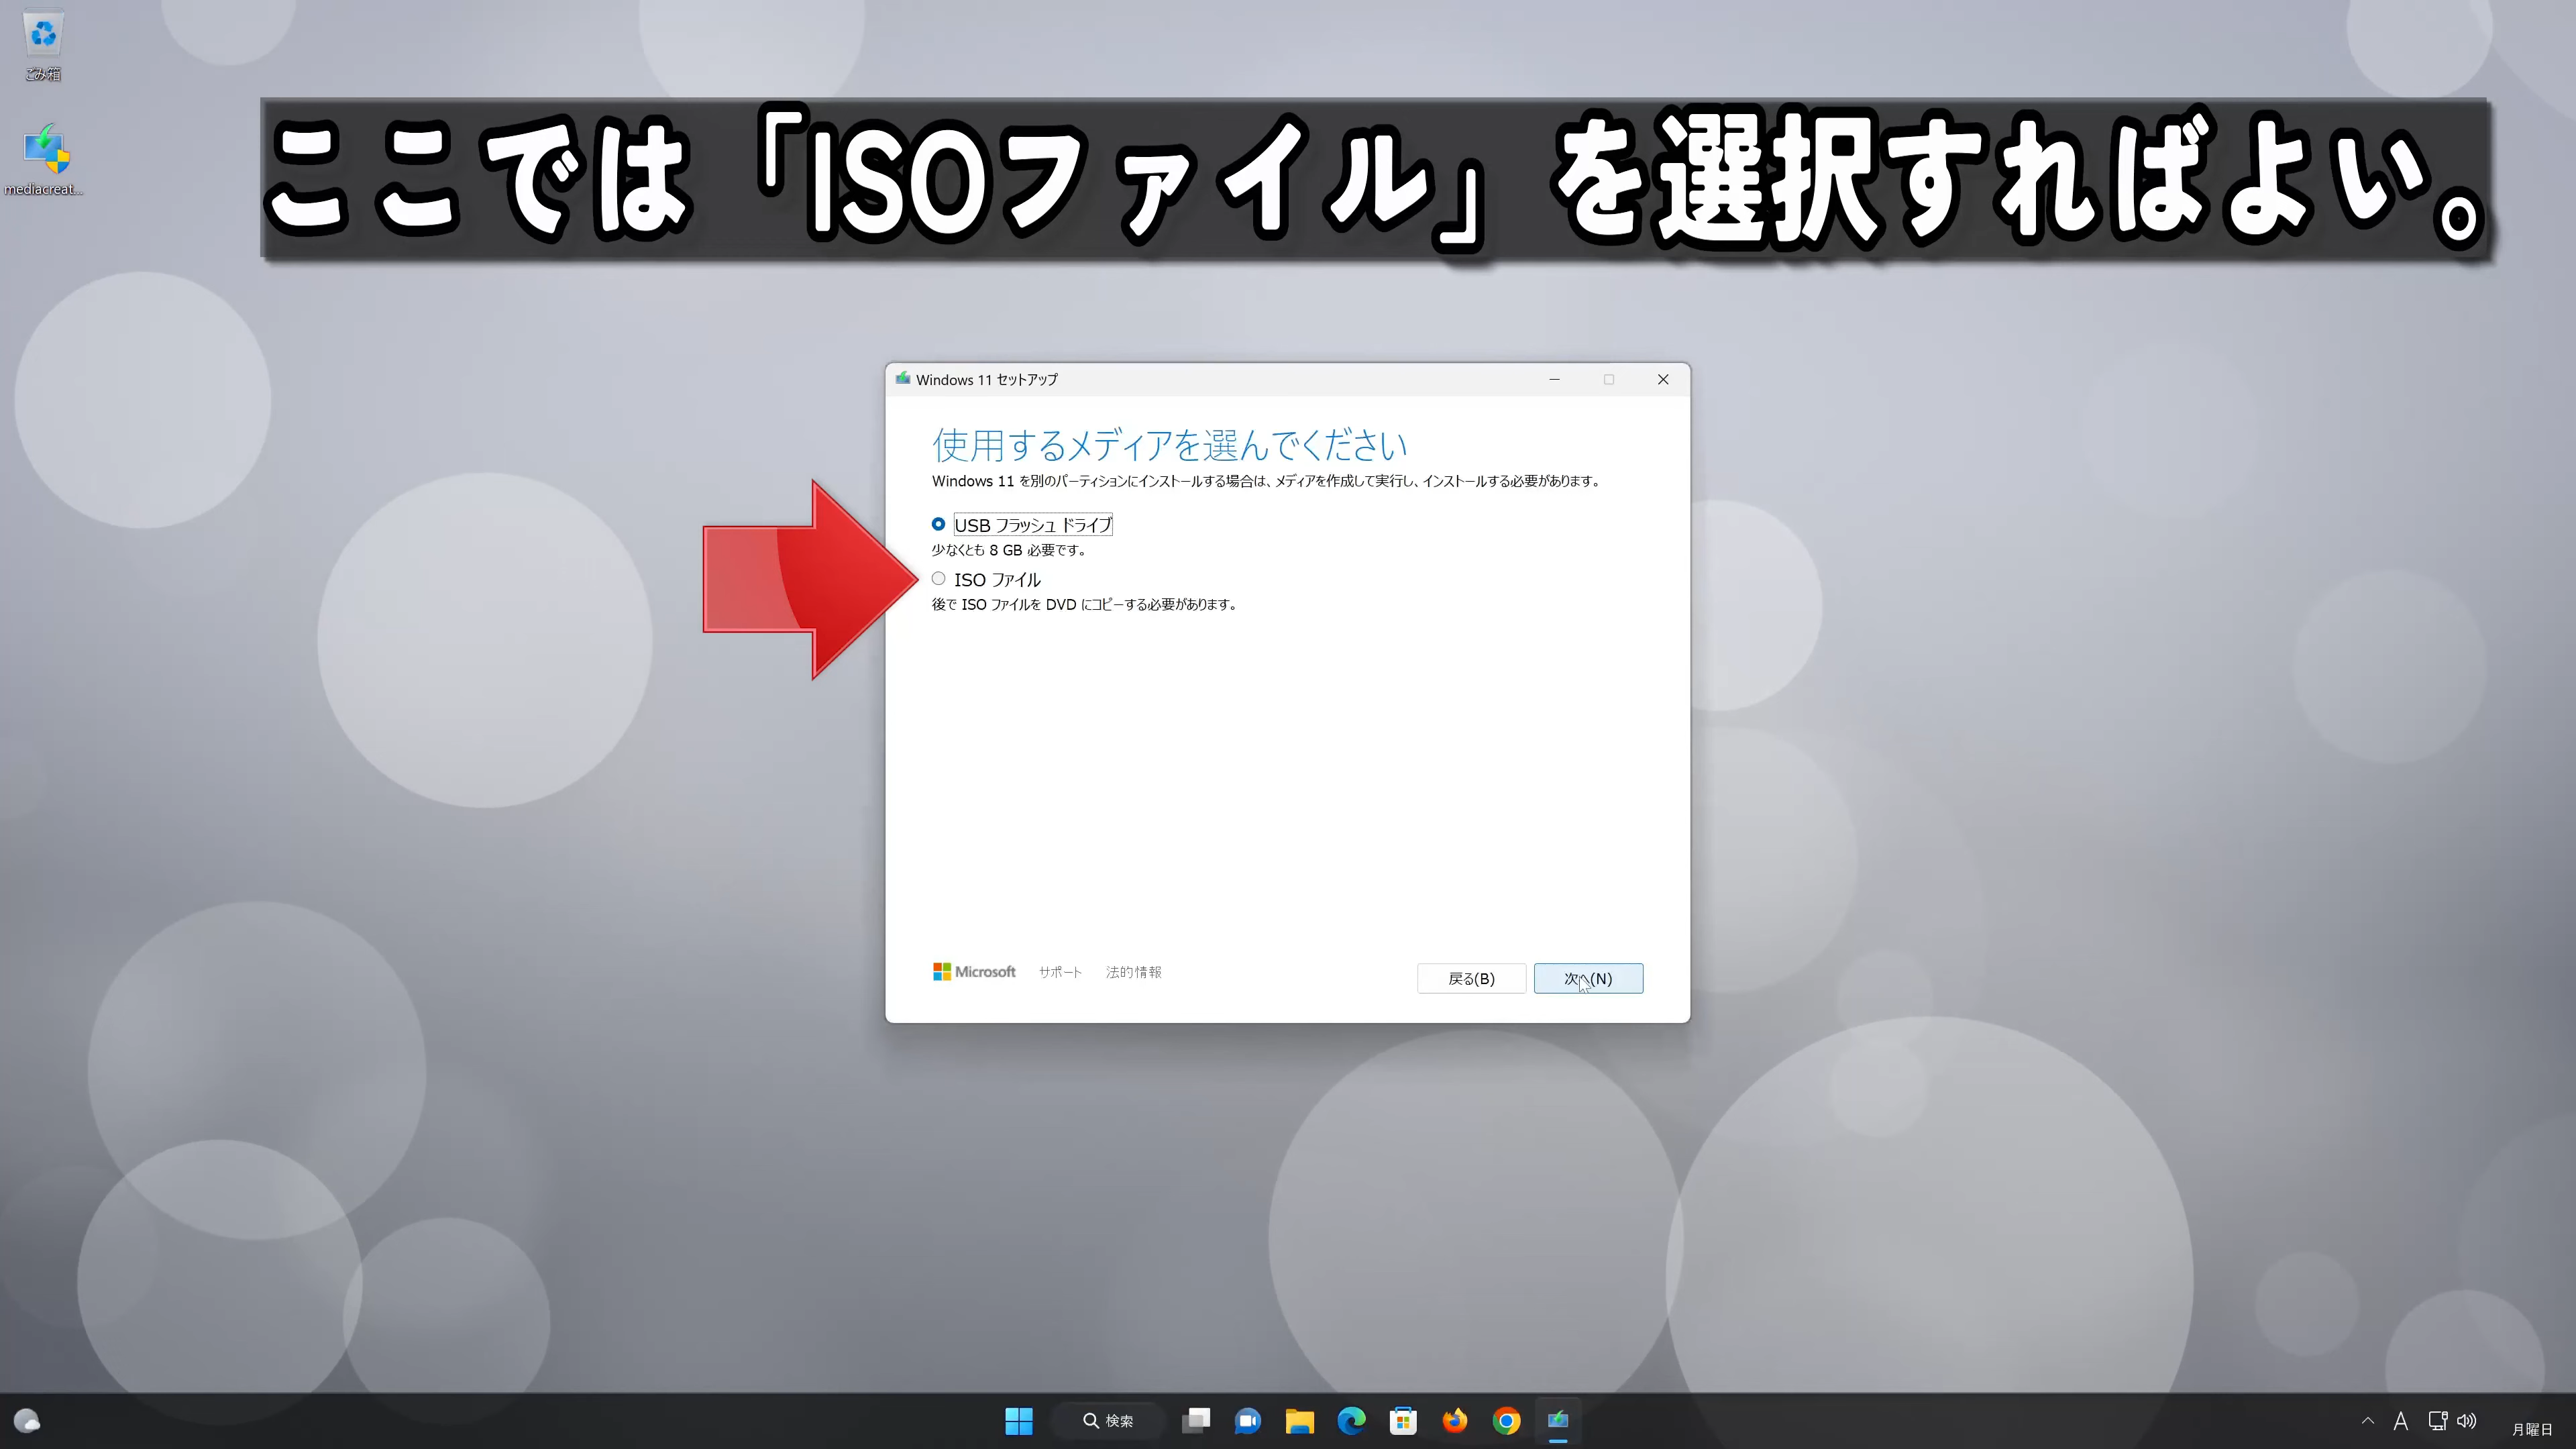 ごみ箱
mediacreat...
ここでは「ISOファイル」を選択すればよい。
Windows 11 セットアップ
使用するメディアを選んでください
Windows 11 を別のパーティションにインストールする場合は、メディアを作成して実行し、インストールする必要があります。
USB フラッシュ ドライブ
少なくとも 8 GB 必要です。
ISO ファイル
後で ISO ファイルを DVD にコピーする必要があります。
Microsoft サポート 法的情報
戻る(B) 次へ(N)
検索
A
月曜日